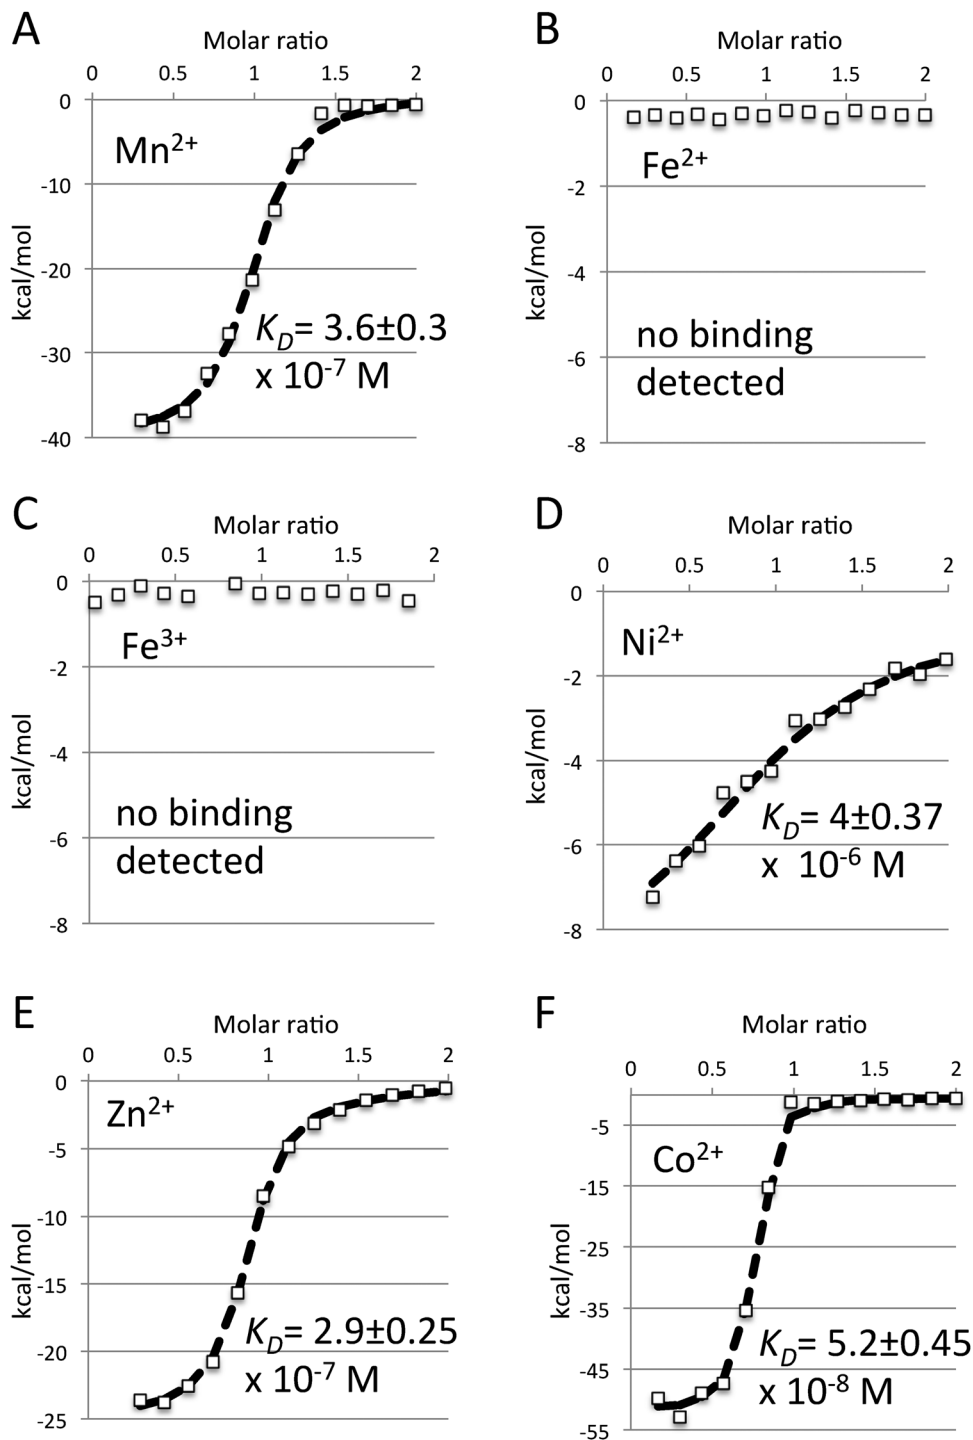 A
Molar ratio
0 0.5 1 1.5 2
0
-10
-20
-30
-40
kcal/mol
Mn²⁺
K_D= 3.6±0.3
x 10⁻⁷ M
B
Molar ratio
0 0.5 1 1.5 2
0
-2
-4
-6
-8
kcal/mol
Fe²⁺
no binding
detected
C
Molar ratio
0 0.5 1 1.5 2
0
-2
-4
-6
-8
kcal/mol
Fe³⁺
no binding
detected
D
Molar ratio
0 0.5 1 1.5 2
0
-2
-4
-6
-8
kcal/mol
Ni²⁺
K_D= 4±0.37
x 10⁻⁶ M
E
Molar ratio
0 0.5 1 1.5 2
0
-5
-10
-15
-20
-25
kcal/mol
Zn²⁺
K_D= 2.9±0.25
x 10⁻⁷ M
F
Molar ratio
0 0.5 1 1.5 2
-5
-15
-25
-35
-45
-55
kcal/mol
Co²⁺
K_D= 5.2±0.45
x 10⁻⁸ M